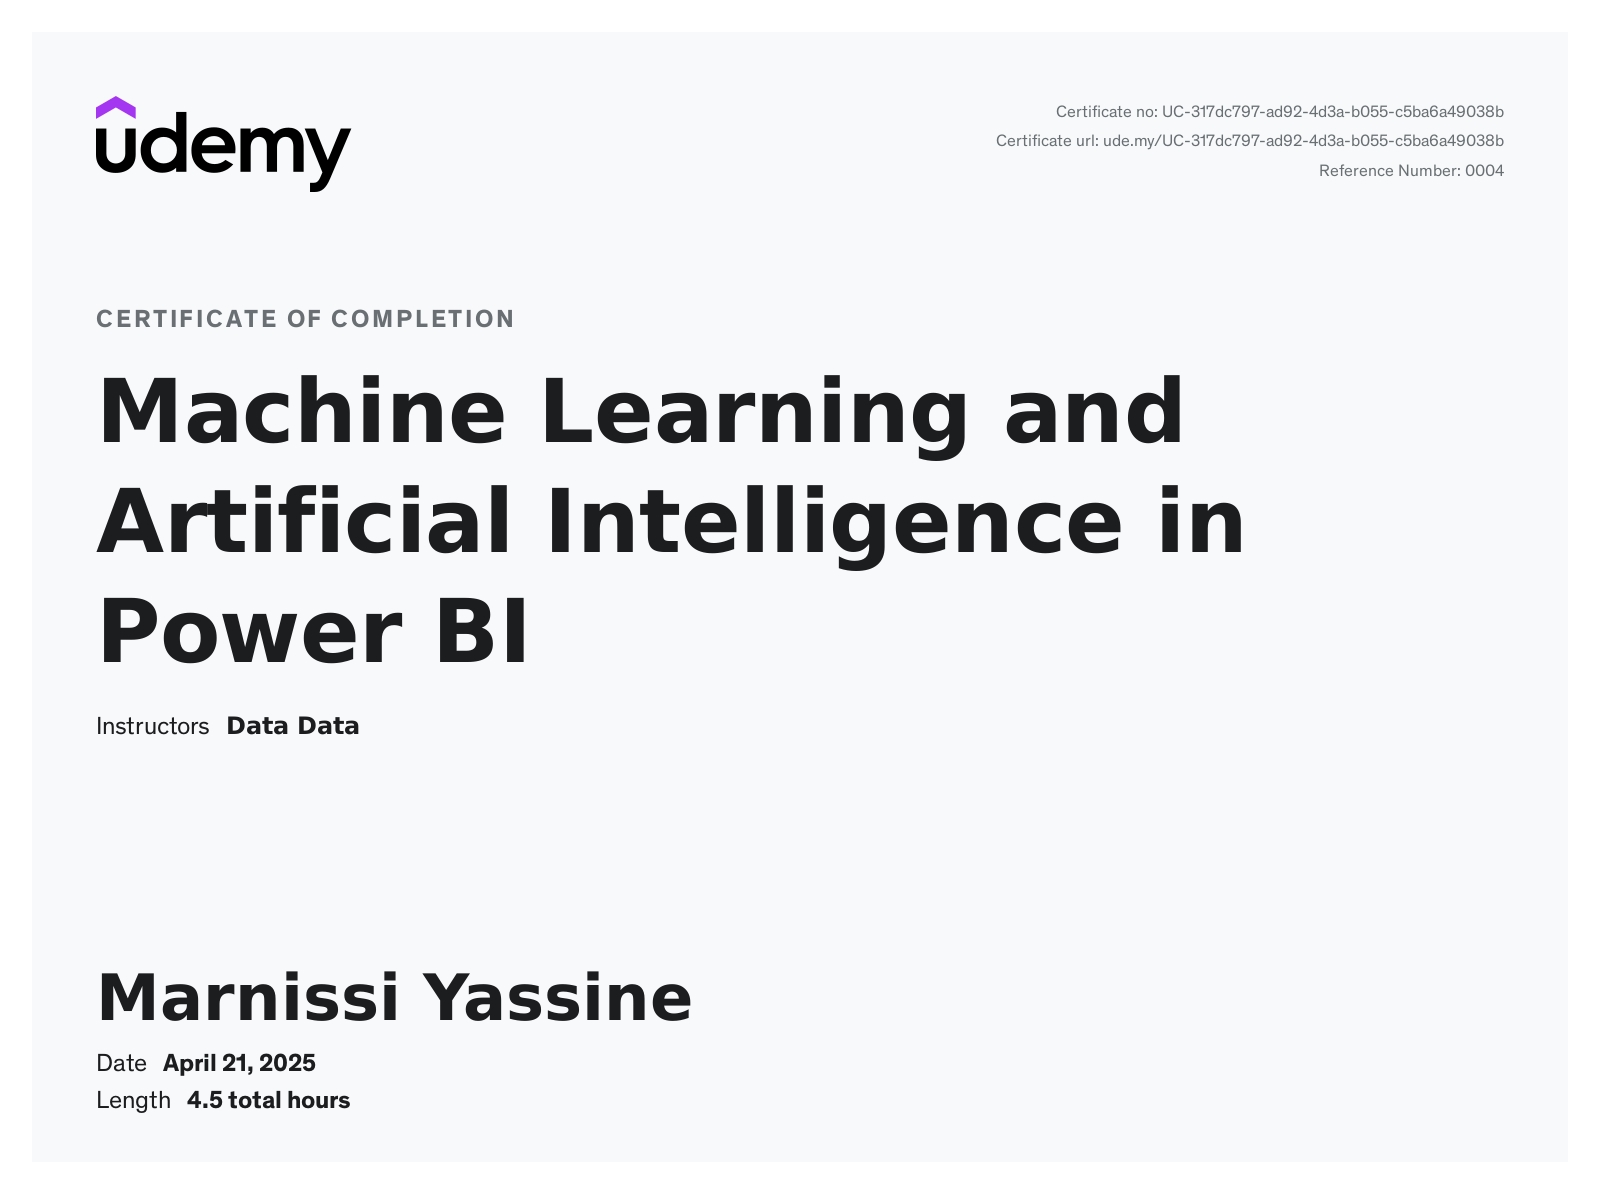 udemy
Certificate no: UC-317dc797-ad92-4d3a-b055-c5ba6a49038b
Certificate url: ude.my/UC-317dc797-ad92-4d3a-b055-c5ba6a49038b
Reference Number: 0004
CERTIFICATE OF COMPLETION
Machine Learning and
Artificial Intelligence in
Power BI
Instructors Data Data
Marnissi Yassine
Date April 21, 2025
Length 4.5 total hours